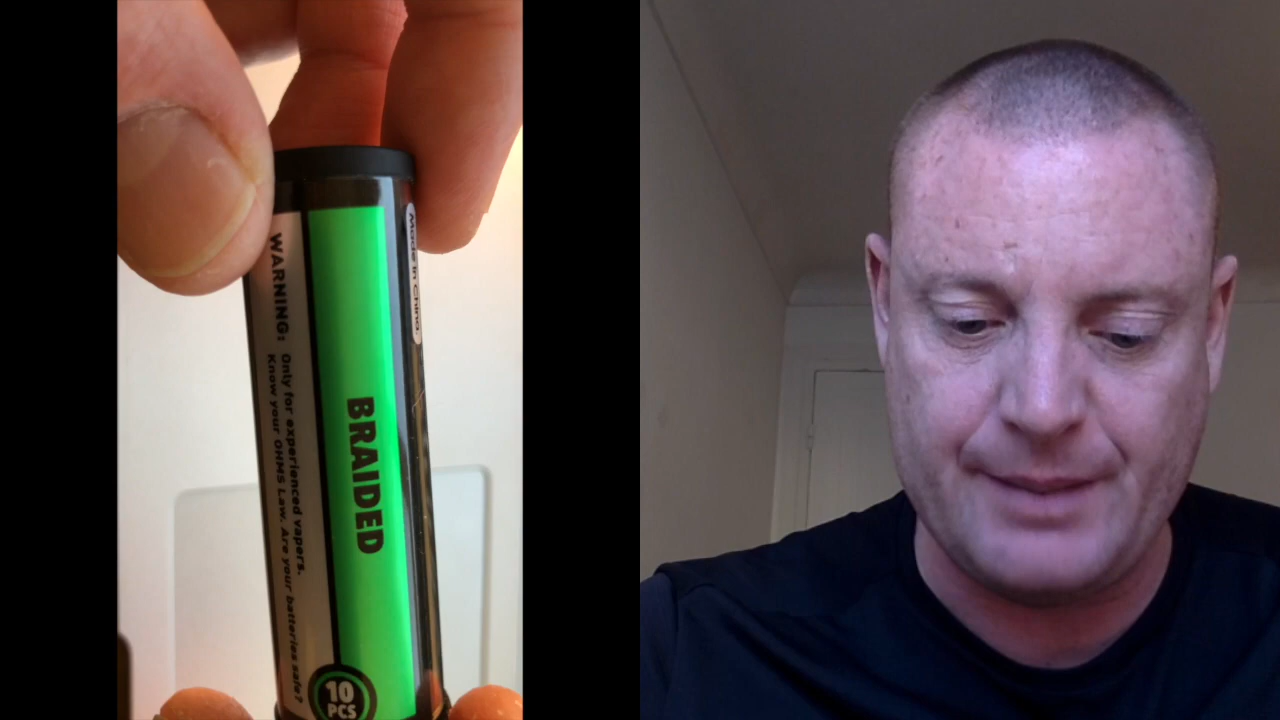 WARNING: Only for experienced vapers.
Know your OHMS Law. Are your batteries safe?
BRAIDED
10
PCS
Made in China.